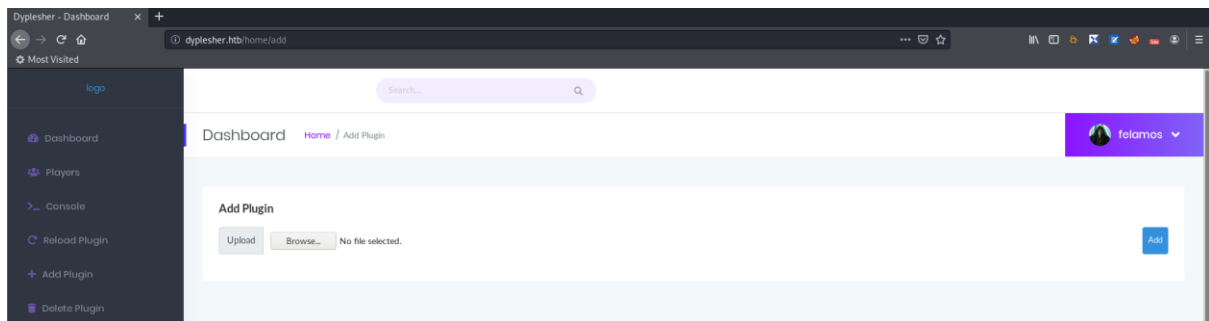 Dyplesher - Dashboard
dyplesher.htb/home/add
Most Visited
logo
Search...
Dashboard Home / Add Plugin
felamos
Dashboard
Players
Console
Reload Plugin
Add Plugin
Delete Plugin
Add Plugin
Upload Browse... No file selected. Add